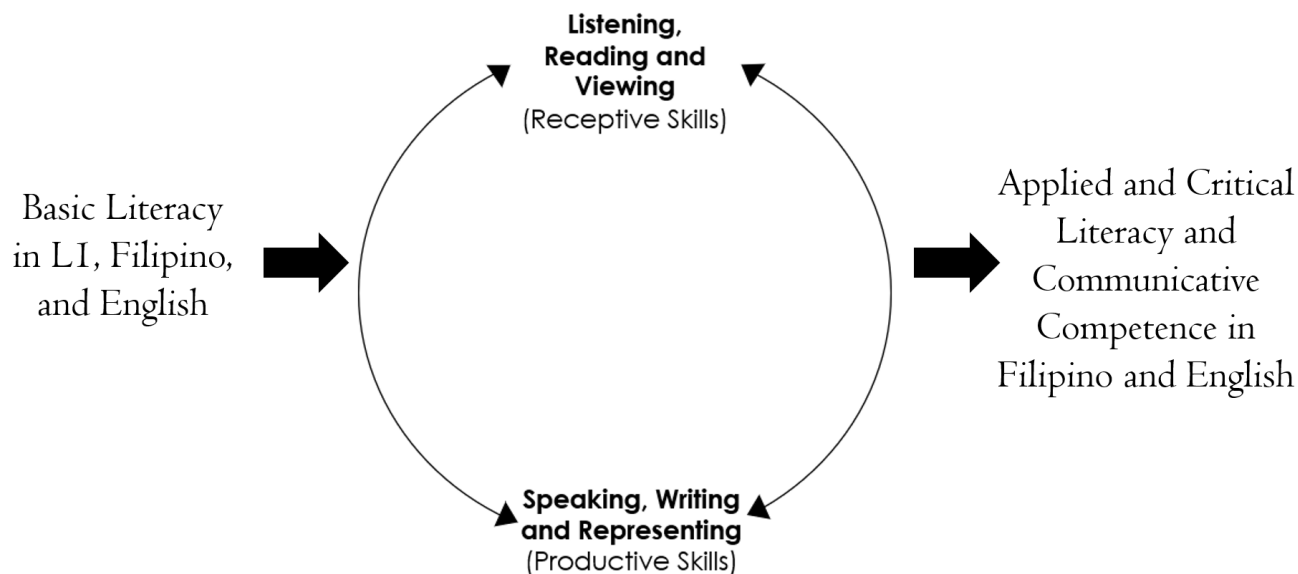 Listening,
Reading and
Viewing
(Receptive Skills)
Basic Literacy
in L1, Filipino,
and English
Applied and Critical
Literacy and
Communicative
Competence in
Filipino and English
Speaking, Writing
and Representing
(Productive Skills)